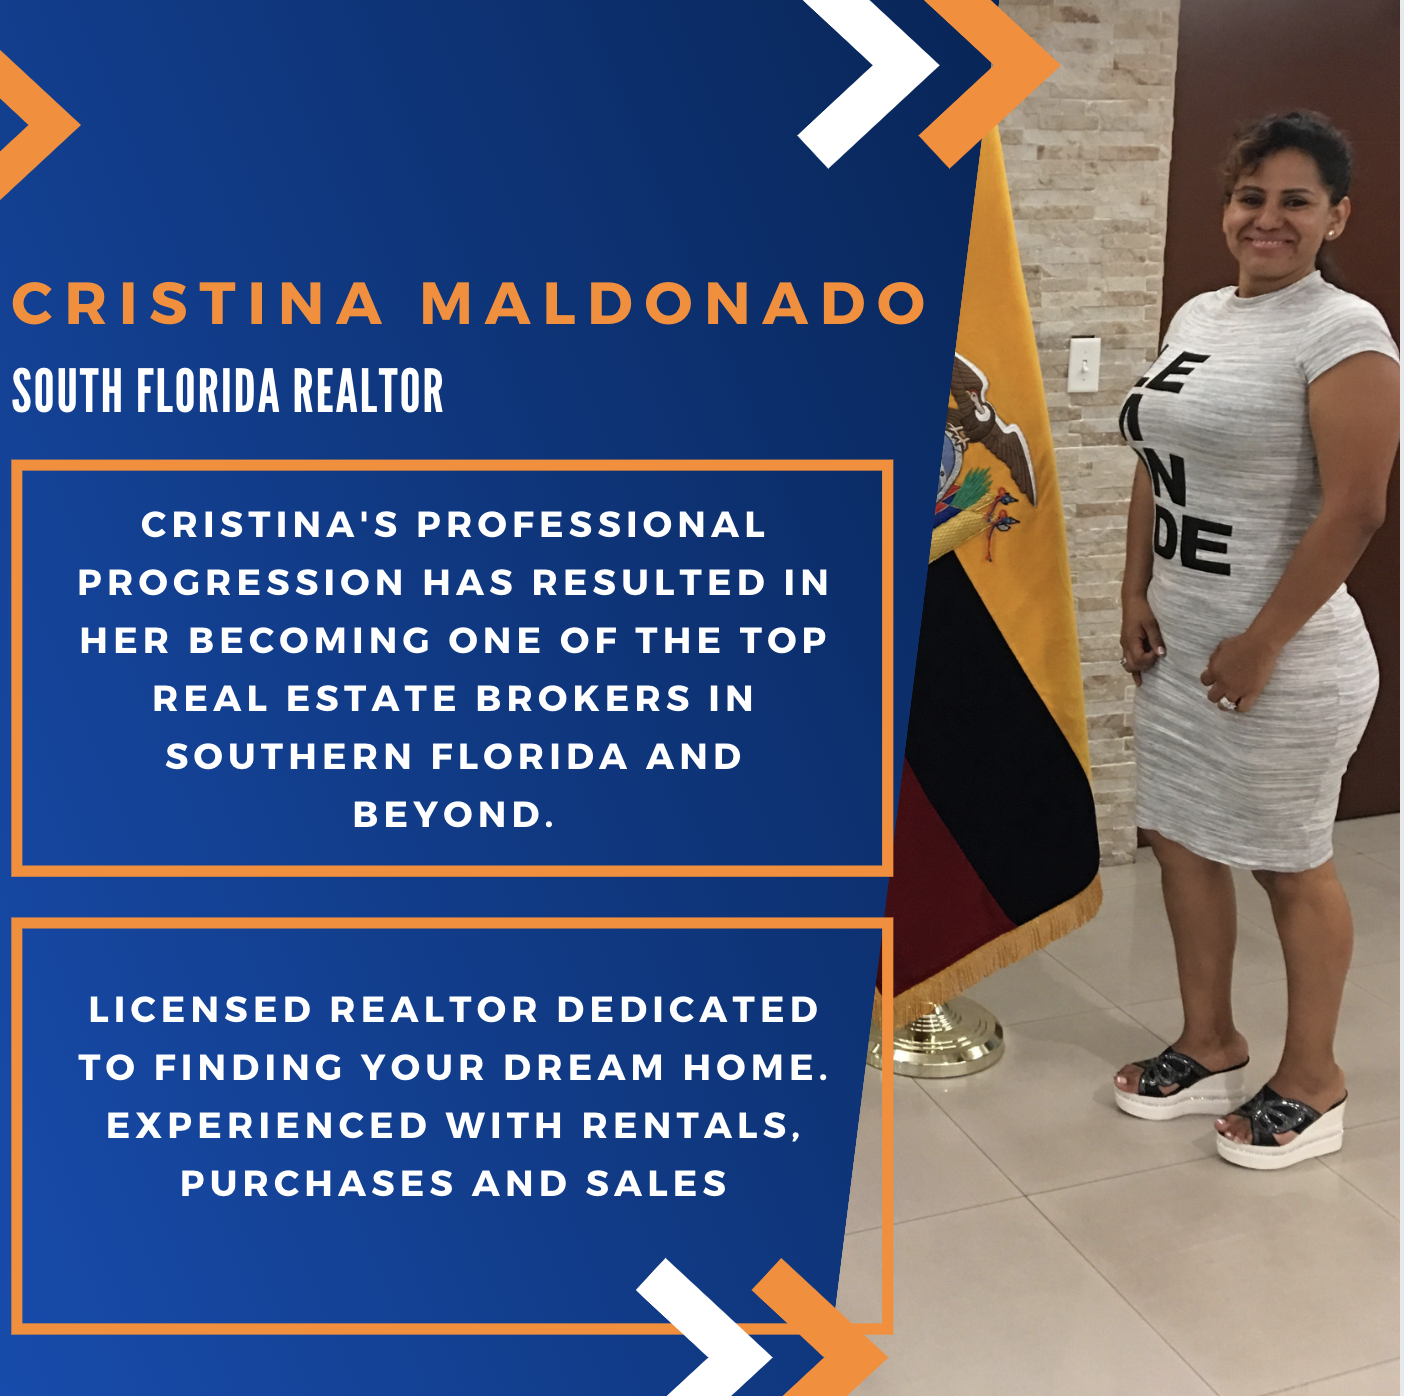 CRISTINA MALDONADO
SOUTH FLORIDA REALTOR
CRISTINA'S PROFESSIONAL
PROGRESSION HAS RESULTED IN
HER BECOMING ONE OF THE TOP
REAL ESTATE BROKERS IN
SOUTHERN FLORIDA AND
BEYOND.
LICENSED REALTOR DEDICATED
TO FINDING YOUR DREAM HOME.
EXPERIENCED WITH RENTALS,
PURCHASES AND SALES